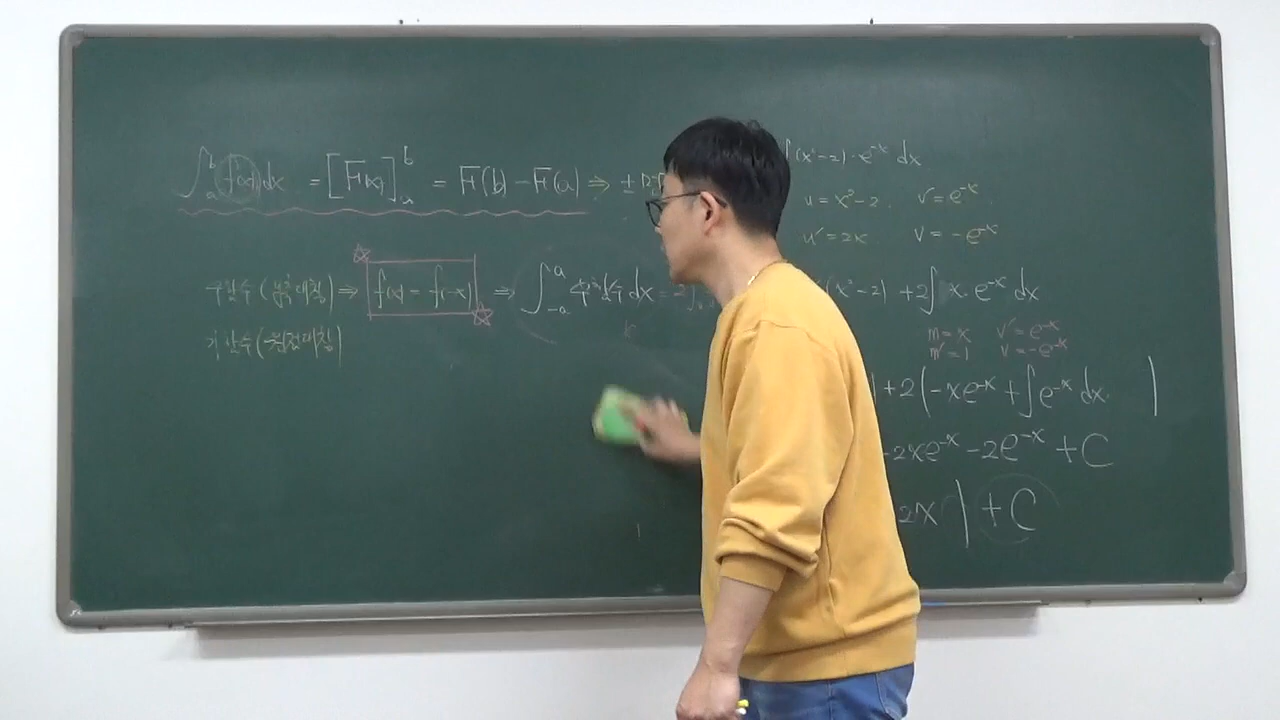 ∫_a^b f(x) dx = [F(x)]_a^b = F(b) - F(a) ⇒ ±
우함수 (y축대칭) ⇒ f(x) = f(-x) ⇒ ∫_{-a}^{a} 우함수 dx = 2∫
기함수 (원점대칭)
(x²-2)·e^{-x} dx
u = x²-2 v' = e^{-x}
u' = 2x v = -e^{-x}
(x²-2) + 2∫x·e^{-x} dx
m = x v' = e^{-x}
m' = 1 v = -e^{-x}
+2(-xe^{-x} + ∫e^{-x} dx )
-2xe^{-x} - 2e^{-x} + C
2x ) + C